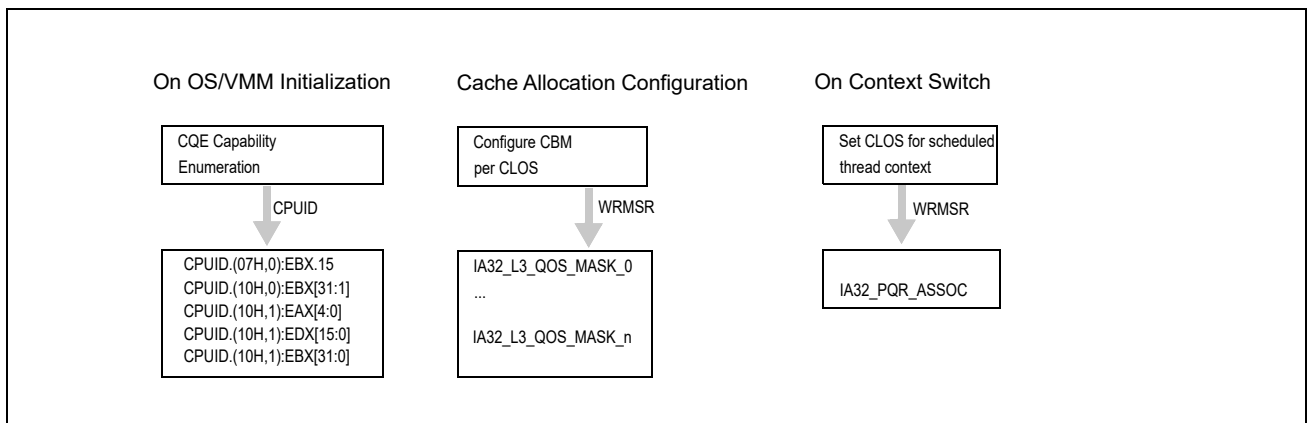 On OS/VMM Initialization
CQE Capability
Enumeration
CPUID
CPUID.(07H,0):EBX.15
CPUID.(10H,0):EBX[31:1]
CPUID.(10H,1):EAX[4:0]
CPUID.(10H,1):EDX[15:0]
CPUID.(10H,1):EBX[31:0]
Cache Allocation Configuration
Configure CBM
per CLOS
WRMSR
IA32_L3_QOS_MASK_0
...
IA32_L3_QOS_MASK_n
On Context Switch
Set CLOS for scheduled
thread context
WRMSR
IA32_PQR_ASSOC